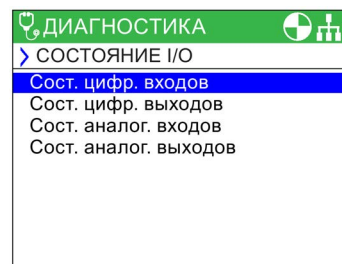 ДИАГНОСТИКА
СОСТОЯНИЕ I/O
Сост. цифр. входов
Сост. цифр. выходов
Сост. аналог. входов
Сост. аналог. выходов